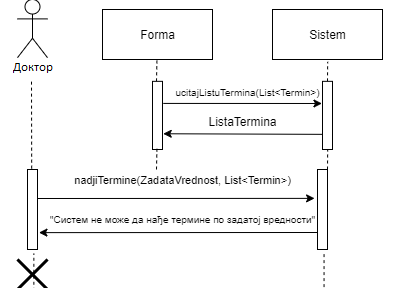 Forma
Sistem
Доктор
ucitajListuTermina(List<Termin>)
ListaTermina
nadjiTermine(ZadataVrednost, List<Termin>)
"Систем не може да нађе термине по задатој вредности"